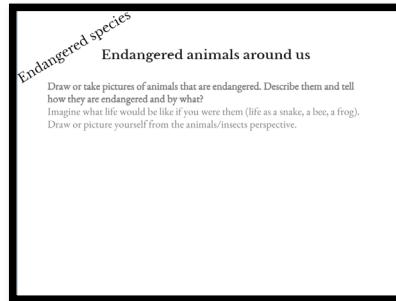 Endangered species
Endangered animals around us
Draw or take pictures of animals that are endangered. Describe them and tell
how they are endangered and by what?
Imagine what life would be like if you were them (life as a snake, a bee, a frog).
Draw or picture yourself from the animals/insects perspective.